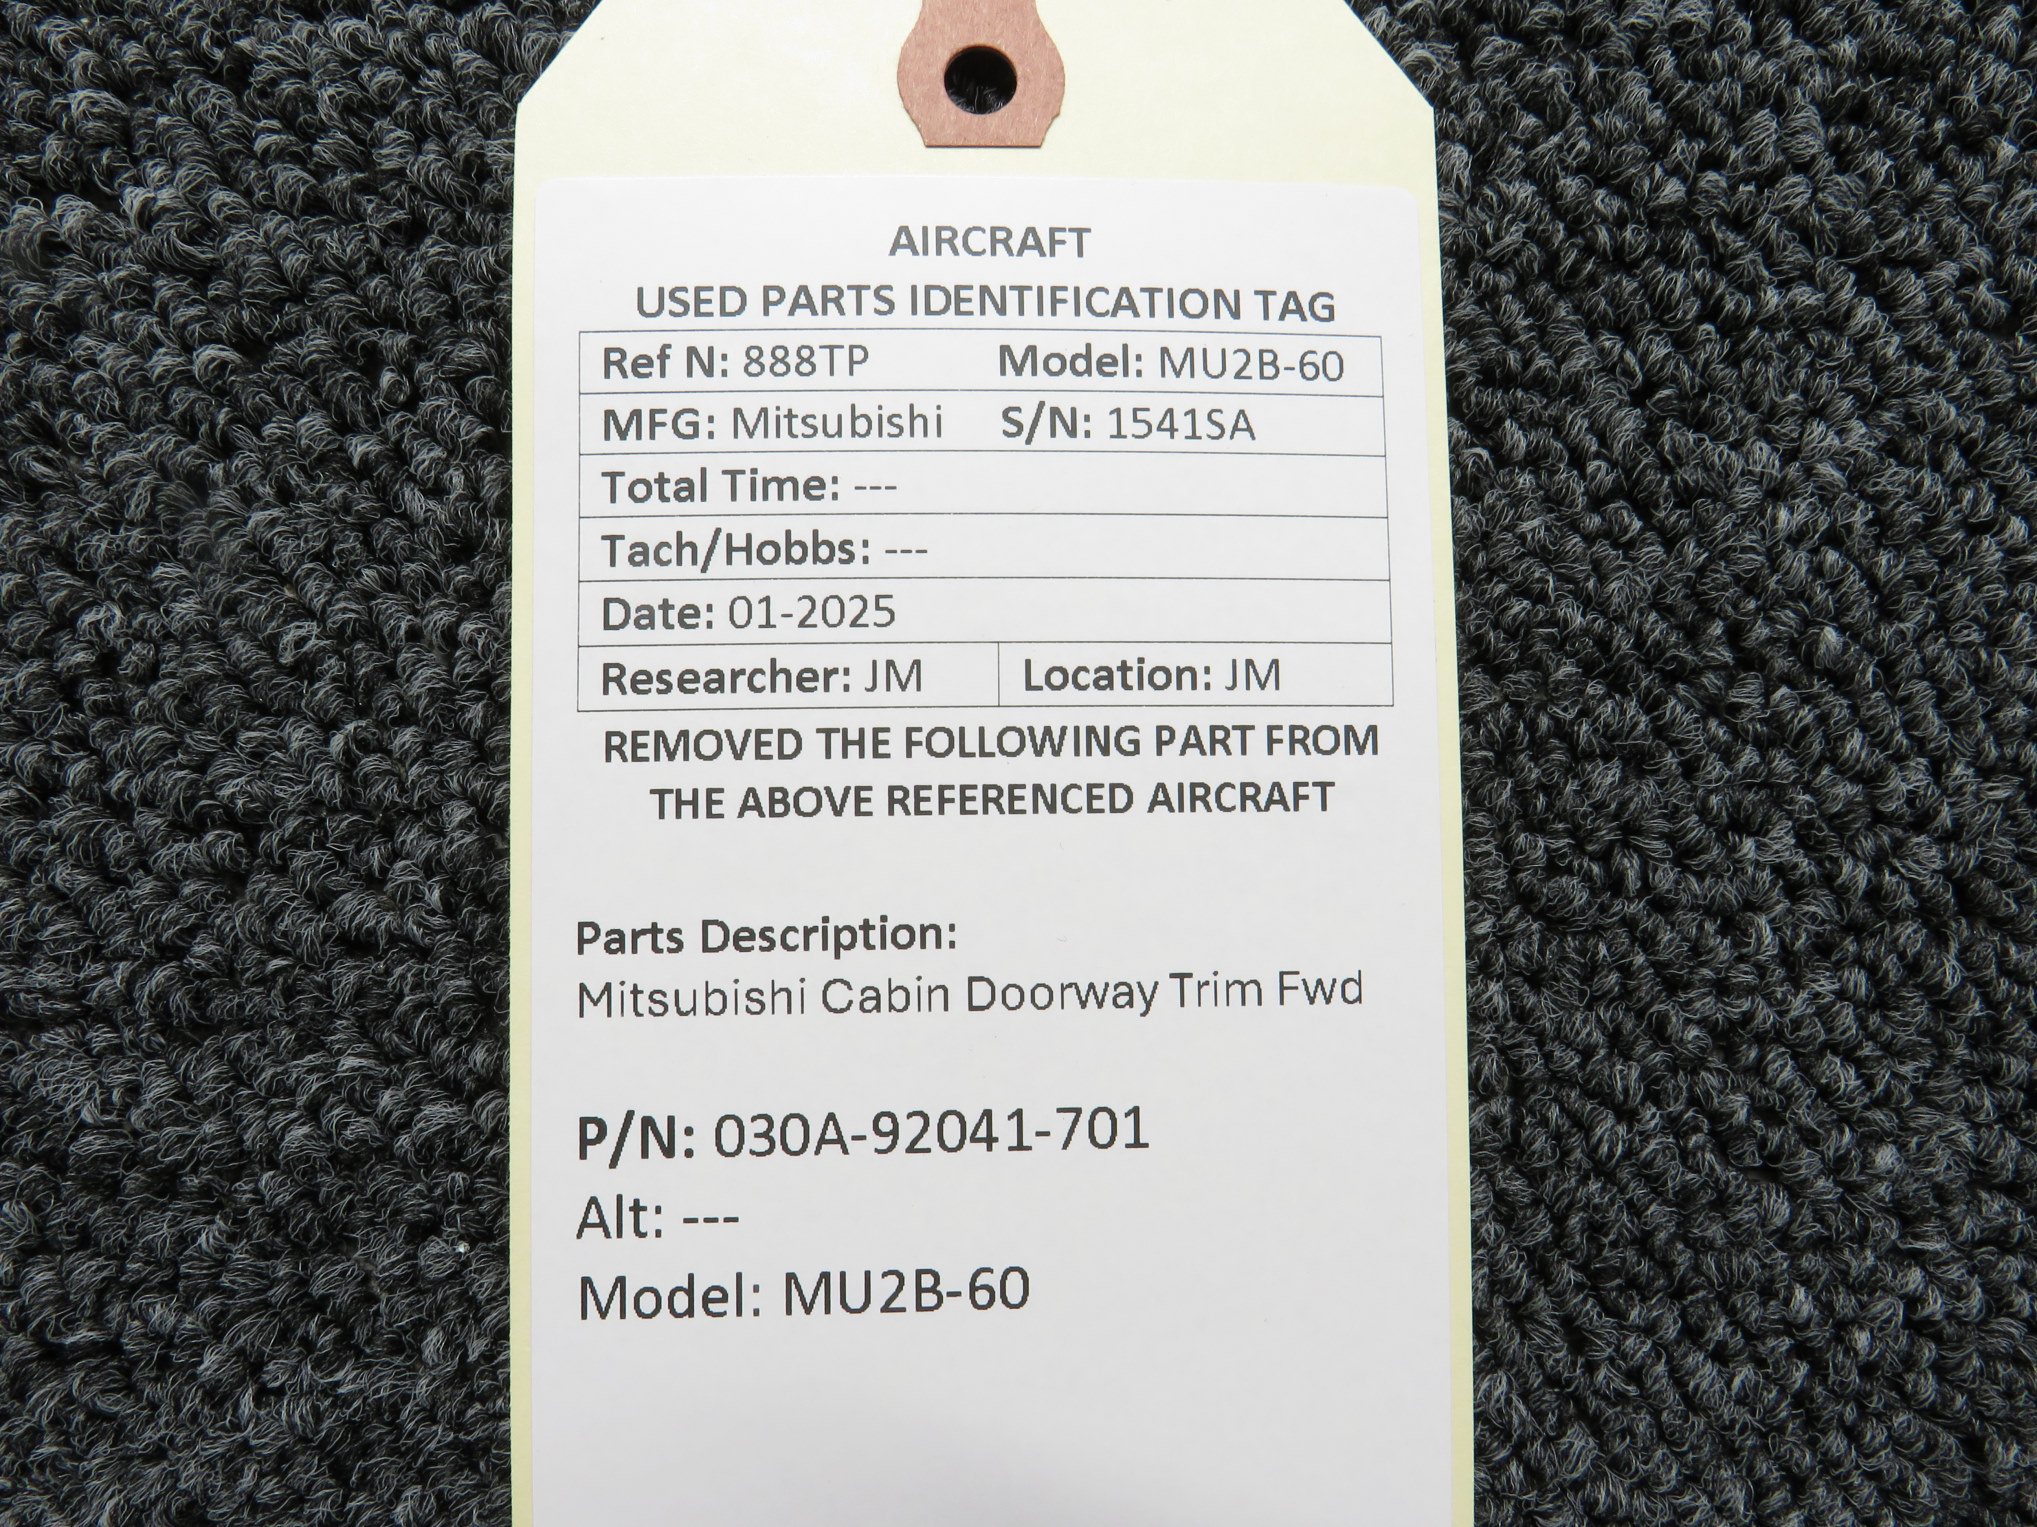 AIRCRAFT
USED PARTS IDENTIFICATION TAG
Ref N: 888TP Model: MU2B-60
MFG: Mitsubishi S/N: 1541SA
Total Time: ---
Tach/Hobbs: ---
Date: 01-2025
Researcher: JM Location: JM
REMOVED THE FOLLOWING PART FROM
THE ABOVE REFERENCED AIRCRAFT
Parts Description:
Mitsubishi Cabin Doorway Trim Fwd
P/N: 030A-92041-701
Alt: ---
Model: MU2B-60